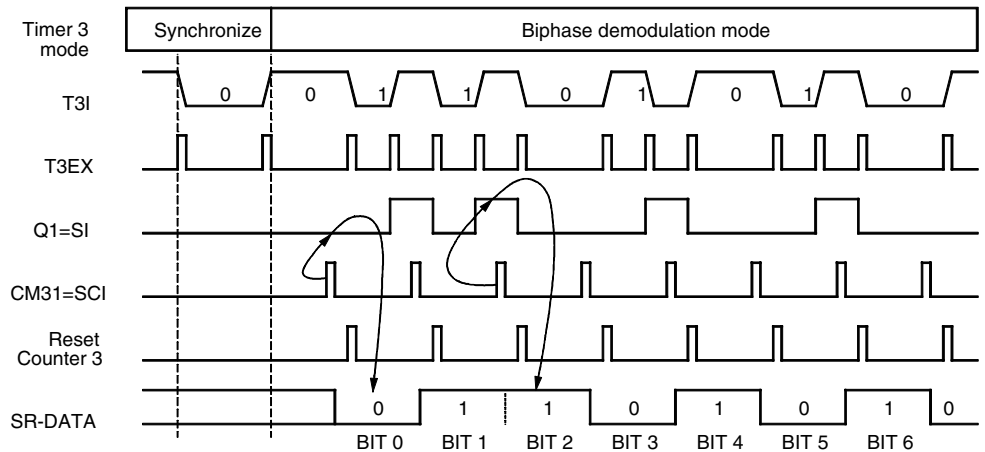 Timer 3 mode Synchronize Biphase demodulation mode
T3I 0 0 1 1 0 1 0 1 0
T3EX
Q1=SI
CM31=SCI
Reset
Counter 3
SR-DATA 0 1 1 0 1 0 1 0
BIT 0 BIT 1 BIT 2 BIT 3 BIT 4 BIT 5 BIT 6